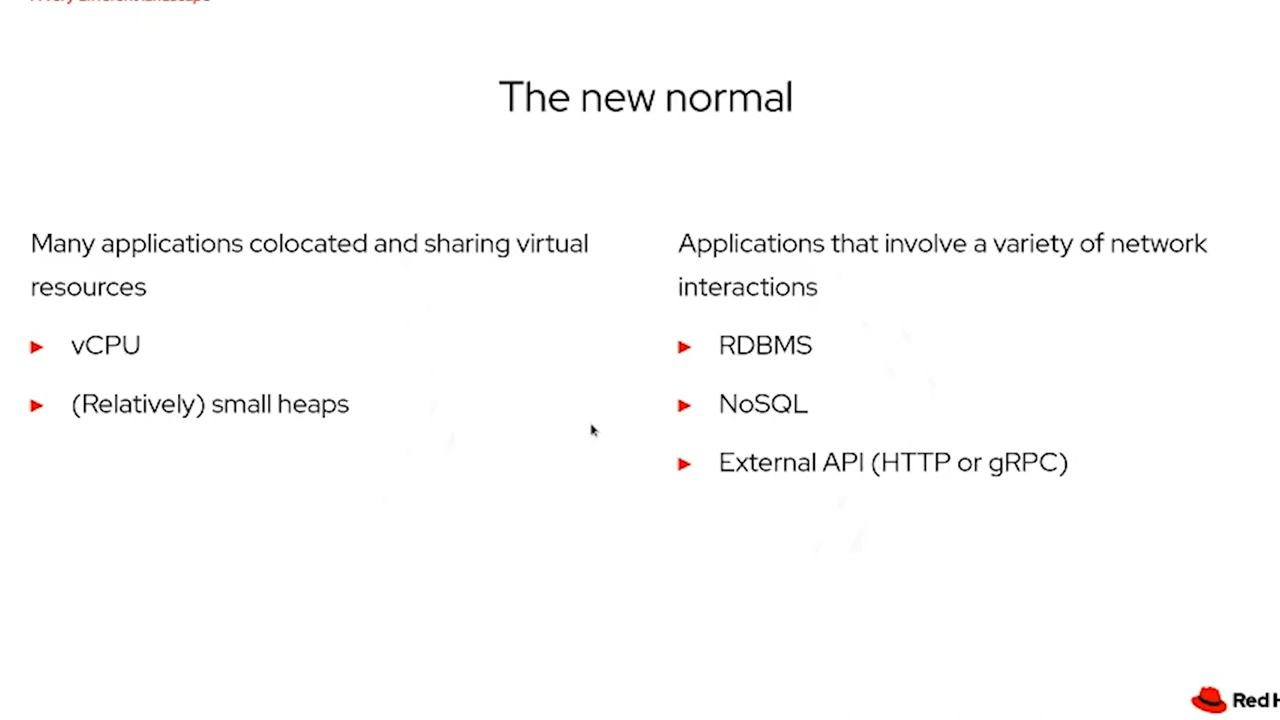 The new normal
Many applications colocated and sharing virtual
resources
► vCPU
► (Relatively) small heaps
Applications that involve a variety of network
interactions
► RDBMS
► NoSQL
► External API (HTTP or gRPC)
Red H